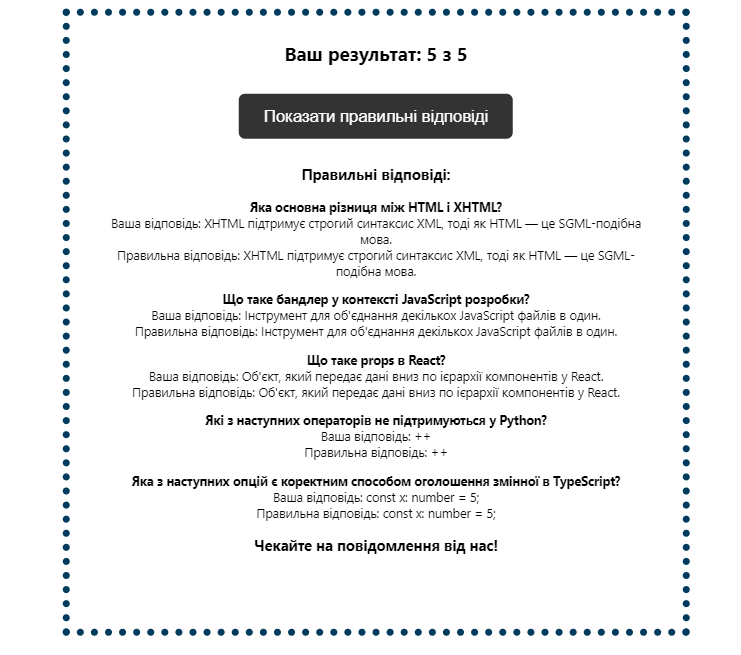 Ваш результат: 5 з 5
Показати правильні відповіді
Правильні відповіді:
Яка основна різниця між HTML і XHTML?
Ваша відповідь: XHTML підтримує строгий синтаксис XML, тоді як HTML — це SGML-подібна
мова.
Правильна відповідь: XHTML підтримує строгий синтаксис XML, тоді як HTML — це SGML-
подібна мова.
Що таке бандлер у контексті JavaScript розробки?
Ваша відповідь: Інструмент для об'єднання декількох JavaScript файлів в один.
Правильна відповідь: Інструмент для об'єднання декількох JavaScript файлів в один.
Що таке props в React?
Ваша відповідь: Об'єкт, який передає дані вниз по ієрархії компонентів у React.
Правильна відповідь: Об'єкт, який передає дані вниз по ієрархії компонентів у React.
Які з наступних операторів не підтримуються у Python?
Ваша відповідь: ++
Правильна відповідь: ++
Яка з наступних опцій є коректним способом оголошення змінної в TypeScript?
Ваша відповідь: const x: number = 5;
Правильна відповідь: const x: number = 5;
Чекайте на повідомлення від нас!